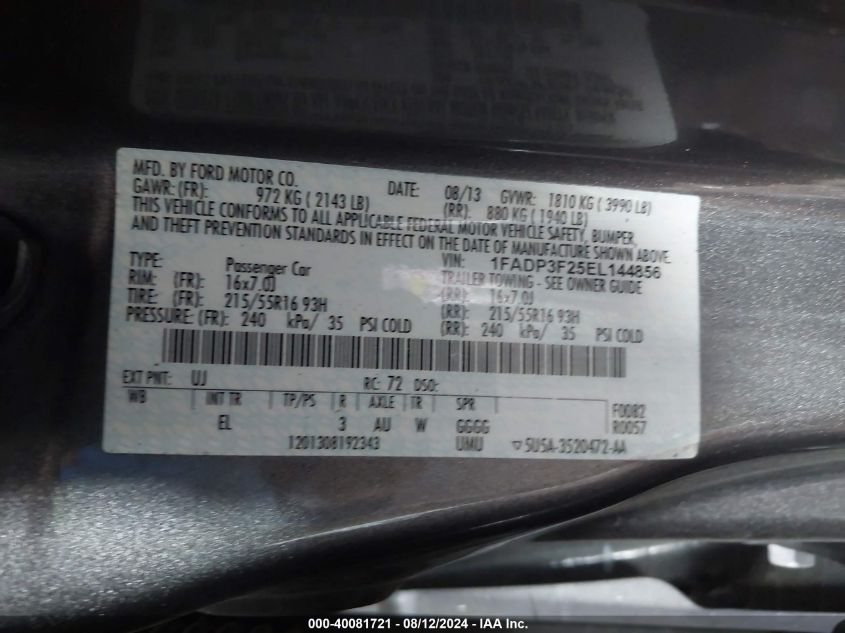 MFD. BY FORD MOTOR CO. DATE: 08/13 GVWR: 1810 KG ( 3990 LB)
GAWR: (FR): 972 KG ( 2143 LB) (RR): 880 KG ( 1940 LB)
THIS VEHICLE CONFORMS TO ALL APPLICABLE FEDERAL MOTOR VEHICLE SAFETY, BUMPER,
AND THEFT PREVENTION STANDARDS IN EFFECT ON THE DATE OF MANUFACTURE SHOWN ABOVE.
VIN: 1FADP3F25EL144856
TYPE: Passenger Car TRAILER TOWING - SEE OWNER GUIDE
RIM: (FR): 16x7.0J (RR): 16x7.0J
TIRE: (FR): 215/55R16 93H (RR): 215/55R16 93H
PRESSURE: (FR): 240 kPa/ 35 PSI COLD (RR): 240 kPa/ 35 PSI COLD
EXT PNT: UJ RC: 72 DSO:
WB INT TR TP/PS R AXLE TR SPR F0082
EL 3 AU W GGGG R0057
1201308192343 UMU ▽5U5A-3520472-AA
000-40081721 - 08/12/2024 - IAA Inc.